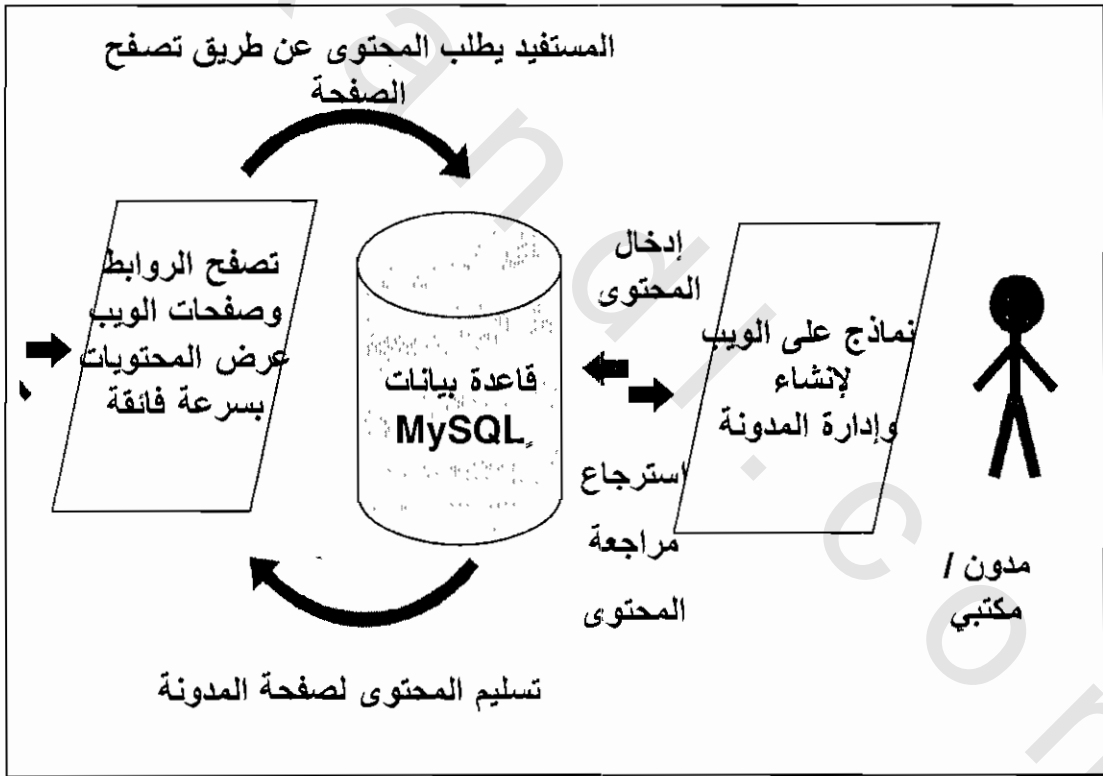 المستفيد يطلب المحتوى عن طريق تصفح
الصفحة
تصفح الروابط
وصفحات الويب
عرض المحتويات
بسرعة فائقة
قاعدة بيانات
MySQL
إدخال
المحتوى
استرجاع
مراجعة
المحتوى
نماذج على الويب
لإنشاء
وإدارة المدونة
مدون /
مكتبي
تسليم المحتوى لصفحة المدونة